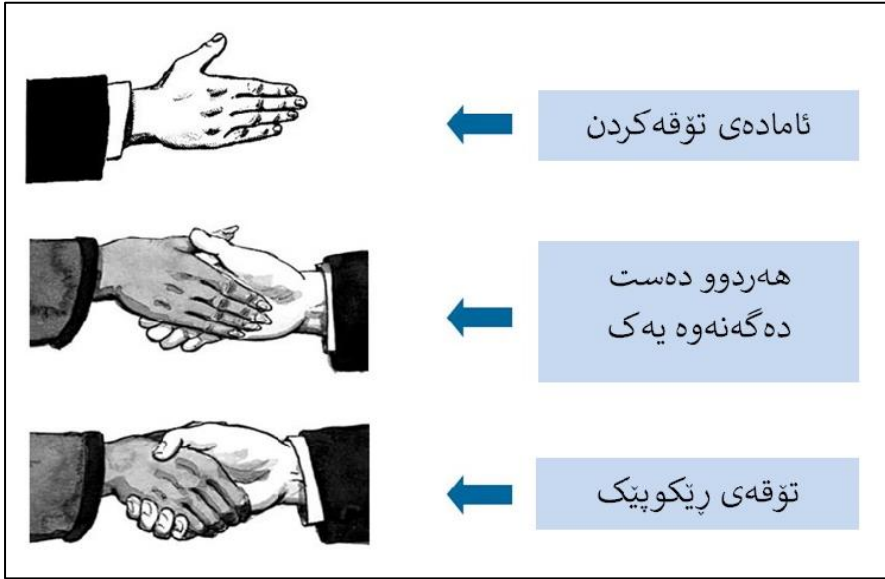 ئامادەی تۆقەکردن
هەردوو دەست
دەگەنەوە یەک
تۆقەی ڕێکوپێک